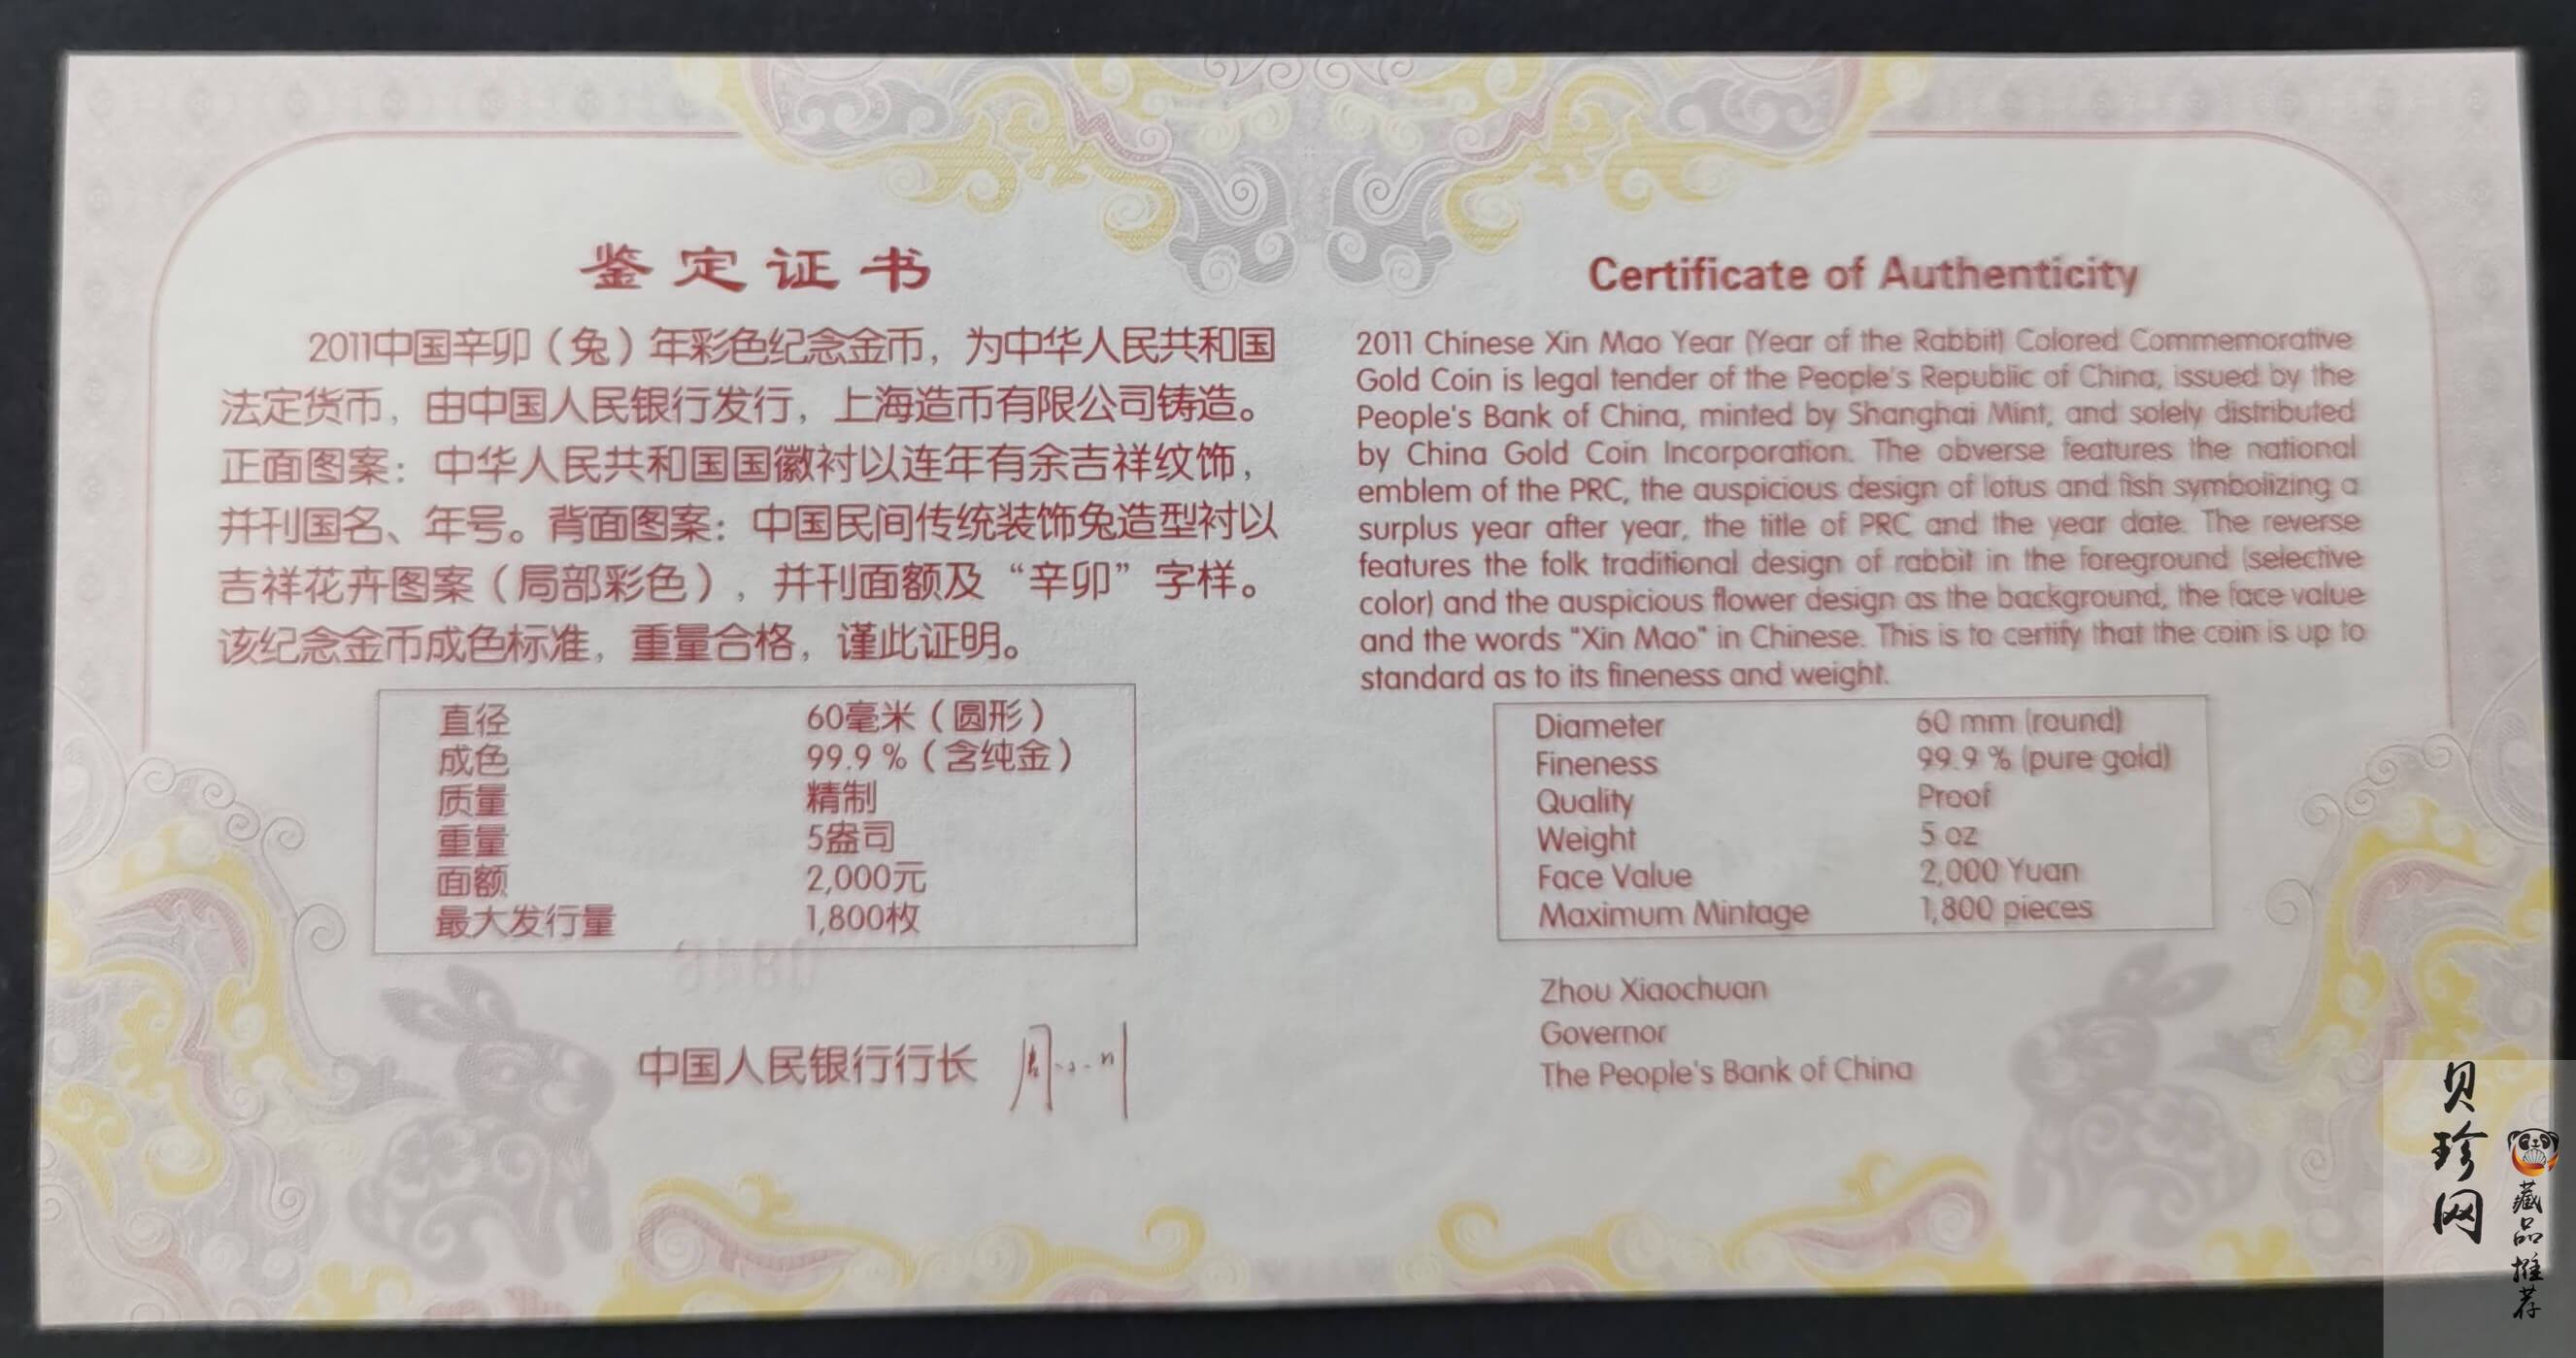 鉴定证书
2011中国辛卯（兔）年彩色纪念金币，为中华人民共和国
法定货币，由中国人民银行发行，上海造币有限公司铸造。
正面图案：中华人民共和国国徽衬以连年有余吉祥纹饰，
并刊国名、年号。背面图案：中国民间传统装饰兔造型衬以
吉祥花卉图案（局部彩色），并刊面额及“辛卯”字样。
该纪念金币成色标准，重量合格，谨此证明。
直径 60毫米（圆形）
成色 99.9%（含纯金）
质量 精制
重量 5盎司
面额 2,000元
最大发行量 1,800枚
中国人民银行行长 周小川
Certificate of Authenticity
2011 Chinese Xin Mao Year (Year of the Rabbit) Colored Commemorative
Gold Coin is legal tender of the People's Republic of China, issued by the
People's Bank of China, minted by Shanghai Mint, and solely distributed
by China Gold Coin Incorporation. The obverse features the national
emblem of the PRC, the auspicious design of lotus and fish symbolizing a
surplus year after year, the title of PRC and the year date. The reverse
features the folk traditional design of rabbit in the foreground (selective
color) and the auspicious flower design as the background, the face value
and the words "Xin Mao" in Chinese. This is to certify that the coin is up to
standard as to its fineness and weight.
Diameter 60 mm (round)
Fineness 99.9 % (pure gold)
Quality Proof
Weight 5 oz
Face Value 2,000 Yuan
Maximum Mintage 1,800 pieces
Zhou Xiaochuan
Governor
The People's Bank of China
贝珍网
藏品推荐